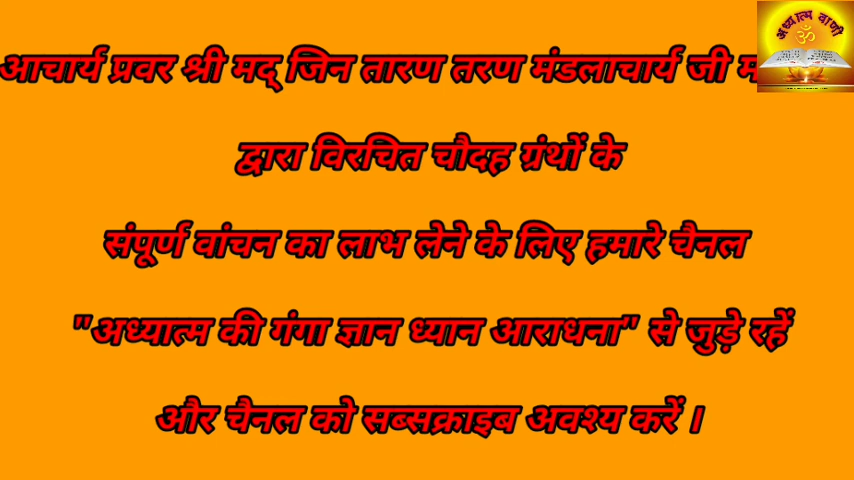 आचार्य प्रवर श्री मद् जिन तारण तरण मंडलाचार्य जी
द्वारा विरचित चौदह ग्रंथों के
संपूर्ण वांचन का लाभ लेने के लिए हमारे चैनल
"अध्यात्म की गंगा ज्ञान ध्यान आराधना" से जुड़े रहें
और चैनल को सब्सक्राइब अवश्य करें ।
अध्यात्म वाणी
ॐ